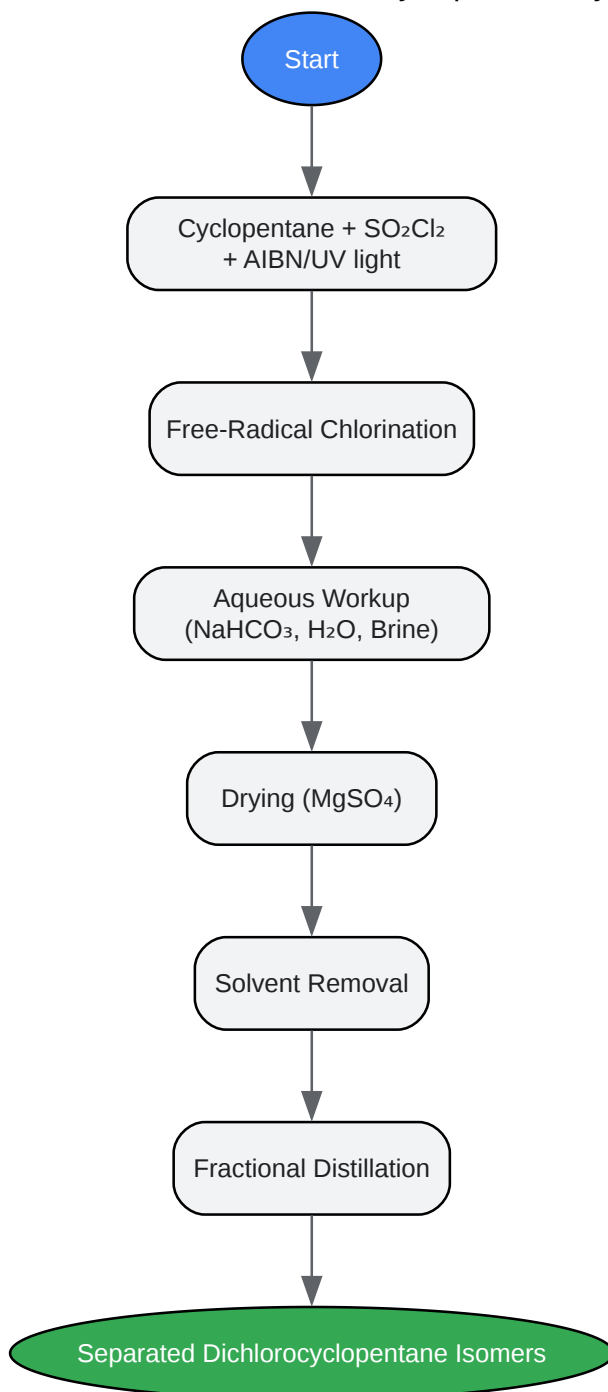 Start
Cyclopentane + SO₂Cl₂
+ AIBN/UV light
Free-Radical Chlorination
Aqueous Workup
(NaHCO₃, H₂O, Brine)
Drying (MgSO₄)
Solvent Removal
Fractional Distillation
Separated Dichlorocyclopentane Isomers